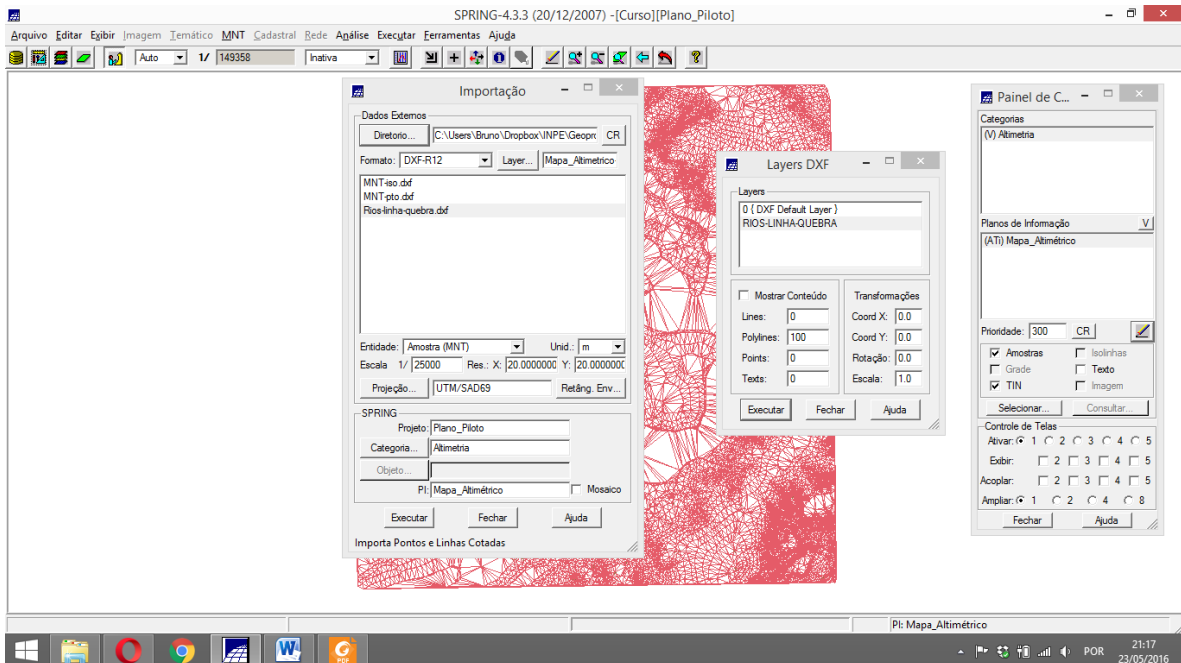 SPRING-4.3.3 (20/12/2007) -[Curso][Plano_Piloto]
Arquivo Editar Exibir Imagem Temático MNT Cadastral Rede Análise Executar Ferramentas Ajuda
Auto 1/ 149358 Inativa
Importação
Dados Externos
Diretorio... C:\Users\Bruno\Dropbox\INPE\Geopro CR
Formato: DXF-R12 Layer... Mapa_Altimetrico
MNT-iso.dxf
MNT-pto.dxf
Rios-linha-quebra.dxf
Entidade: Amostra (MNT) Unid.: m
Escala 1/ 25000 Res.: X: 20.0000000 Y: 20.0000000
Projeção... UTM/SAD69 Retâng. Env...
SPRING
Projeto: Plano_Piloto
Categoria... Altimetria
Objeto...
PI: Mapa_Altimétrico Mosaico
Executar Fechar Ajuda
Importa Pontos e Linhas Cotadas
Layers DXF
Layers
0 { DXF Default Layer }
RIOS-LINHA-QUEBRA
Mostrar Conteúdo
Lines: 0
Polylines: 100
Points: 0
Texts: 0
Transformações
Coord X: 0.0
Coord Y: 0.0
Rotação: 0.0
Escala: 1.0
Executar Fechar Ajuda
Painel de C...
Categorias
(V) Altimetria
Planos de Informação V
(ATi) Mapa_Altimétrico
Prioridade: 300 CR
Amostras Isolinhas
Grade Texto
TIN Imagem
Selecionar... Consultar...
Controle de Telas
Ativar: 1 2 3 4 5
Exibir: 2 3 4 5
Acoplar: 2 3 4 5
Ampliar: 1 2 4 8
Fechar Ajuda
PI: Mapa_Altimétrico
POR
21:17
23/05/2016